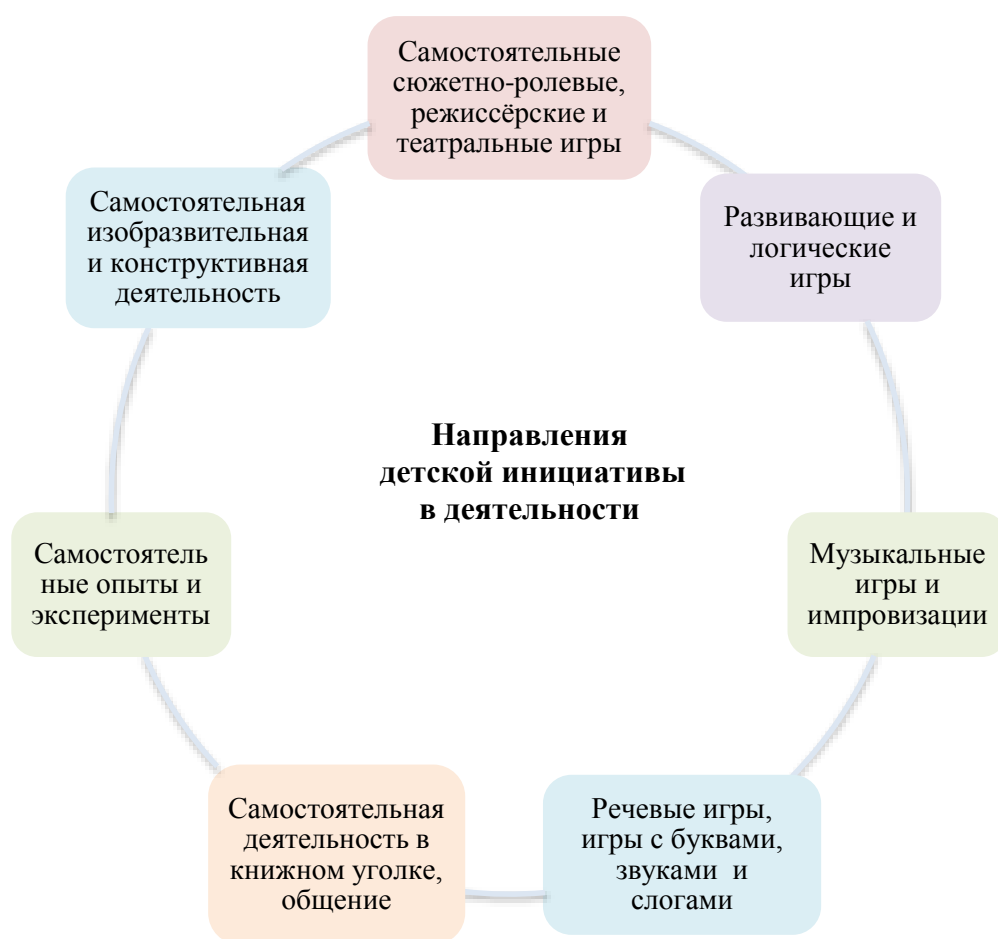 Самостоятельные
сюжетно-ролевые,
режиссёрские и
театральные игры
Развивающие и
логические
игры
Музыкальные
игры и
импровизации
Речевые игры,
игры с буквами,
звуками и
слогами
Самостоятельная
деятельность в
книжном уголке,
общение
Самостоятель
ные опыты и
эксперименты
Самостоятельная
изобразвительная
и конструктивная
деятельность
Направления
детской инициативы
в деятельности